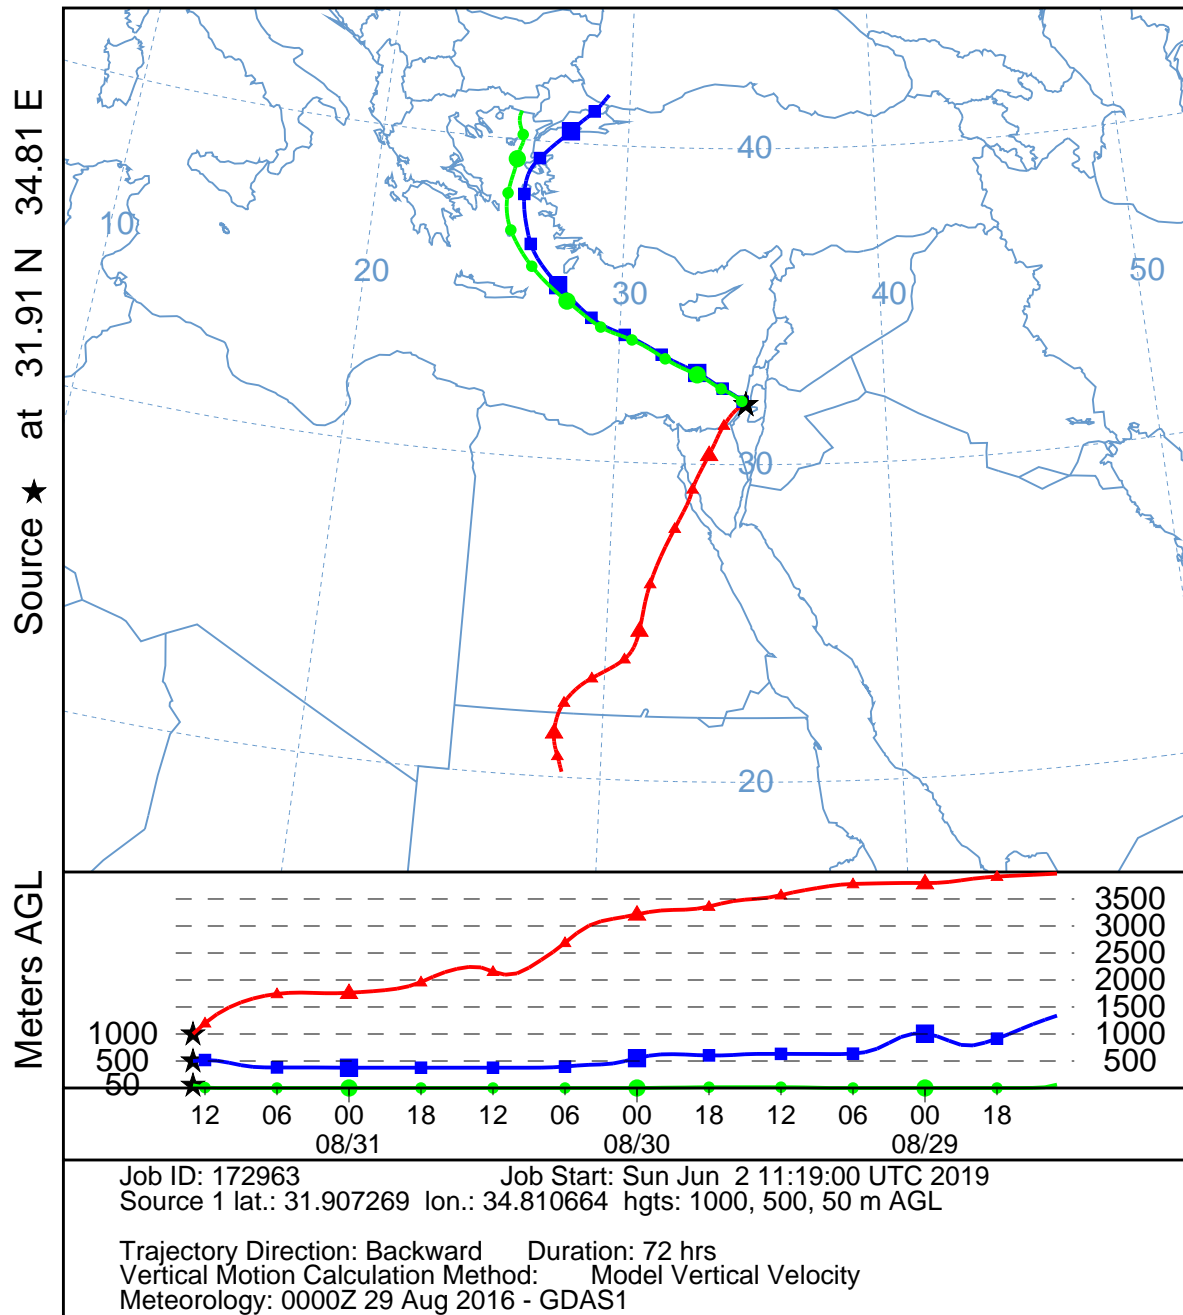 Source ★ at 31.91 N 34.81 E
10
20
30
40
50
40
30
20
Meters AGL
1000
500
50
3500
3000
2500
2000
1500
1000
500
12 06 00 18 12 06 00 18 12 06 00 18
08/31 08/30 08/29
Job ID: 172963 Job Start: Sun Jun 2 11:19:00 UTC 2019
Source 1 lat.: 31.907269 lon.: 34.810664 hgts: 1000, 500, 50 m AGL
Trajectory Direction: Backward Duration: 72 hrs
Vertical Motion Calculation Method: Model Vertical Velocity
Meteorology: 0000Z 29 Aug 2016 - GDAS1